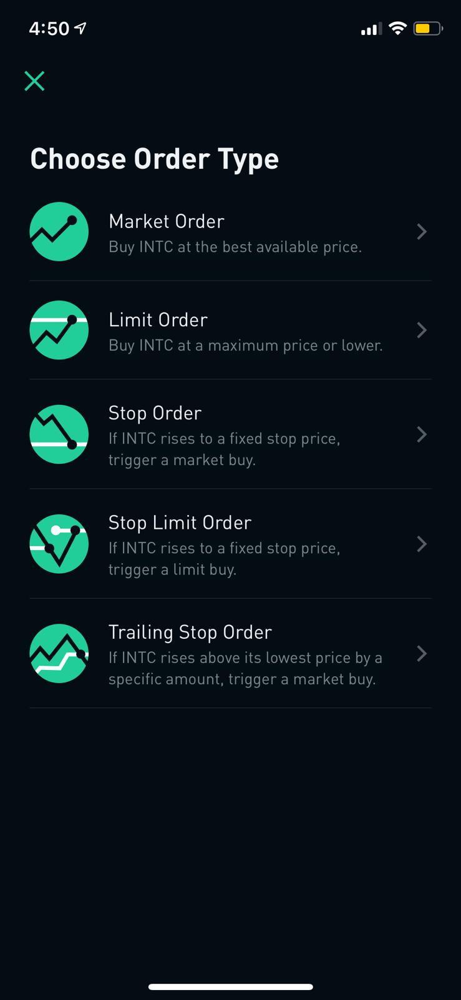 4:50
Choose Order Type
Market Order
Buy INTC at the best available price.
Limit Order
Buy INTC at a maximum price or lower.
Stop Order
If INTC rises to a fixed stop price,
trigger a market buy.
Stop Limit Order
If INTC rises to a fixed stop price,
trigger a limit buy.
Trailing Stop Order
If INTC rises above its lowest price by a
specific amount, trigger a market buy.